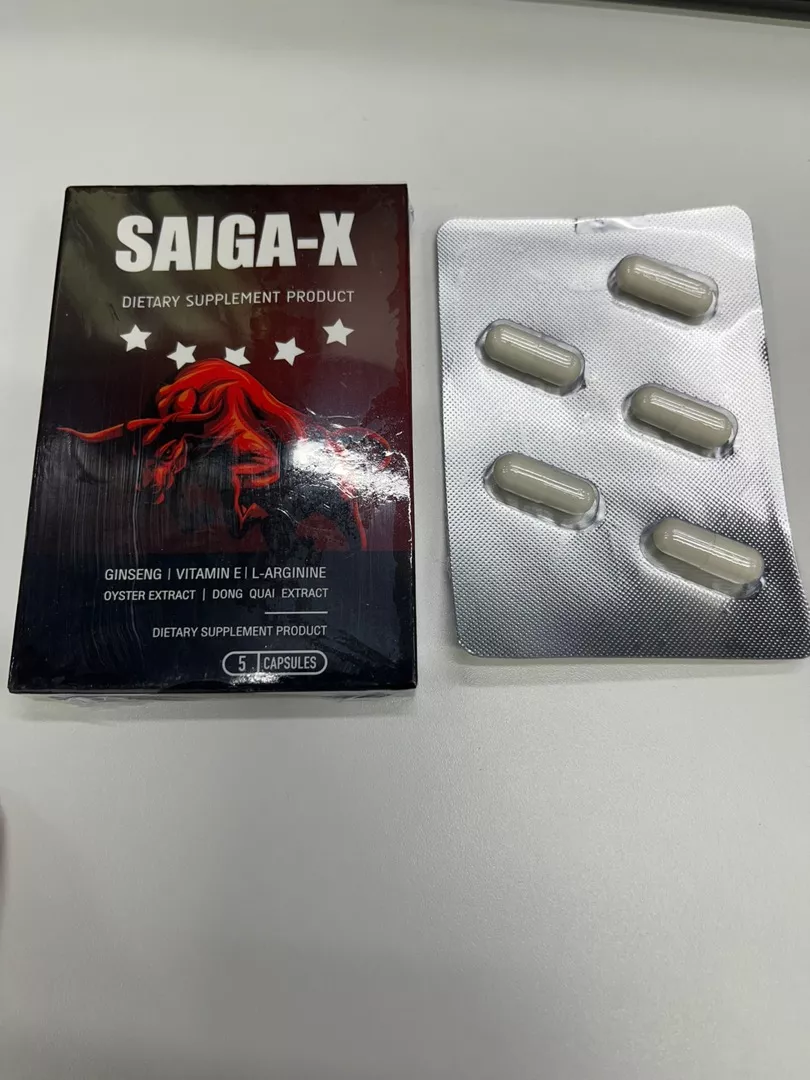 SAIGA-X
DIETARY SUPPLEMENT PRODUCT
GINSENG | VITAMIN E | L-ARGININE
OYSTER EXTRACT | DONG QUAI EXTRACT
DIETARY SUPPLEMENT PRODUCT
5 | CAPSULES